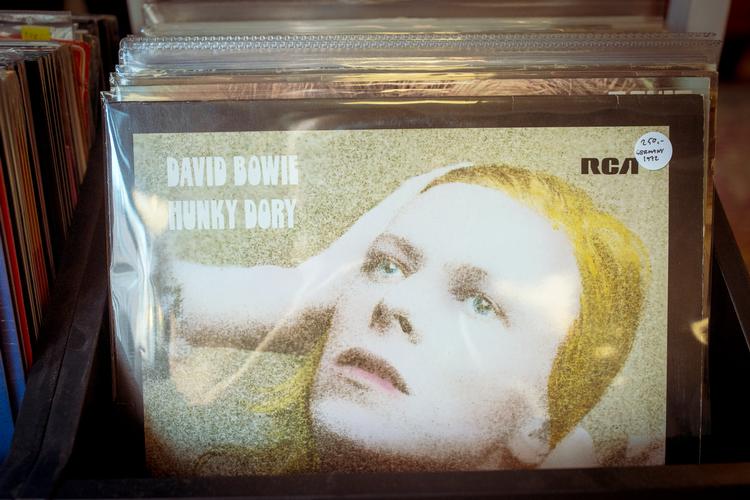 DAVID BOWIE
HUNKY DORY
RCA
250,-
GERMANY
1972